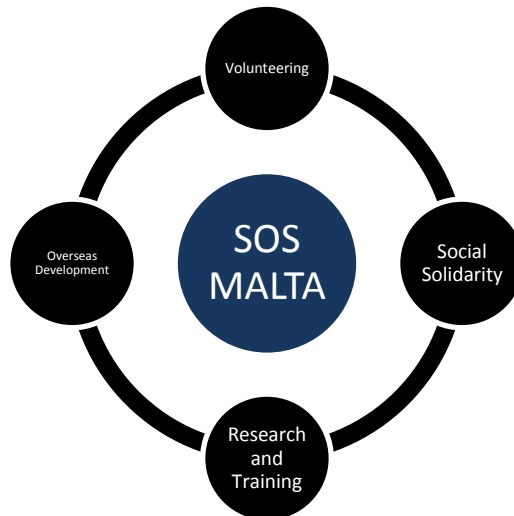 Volunteering
SOS
MALTA
Social
Solidarity
Overseas
Development
Research
and
Training